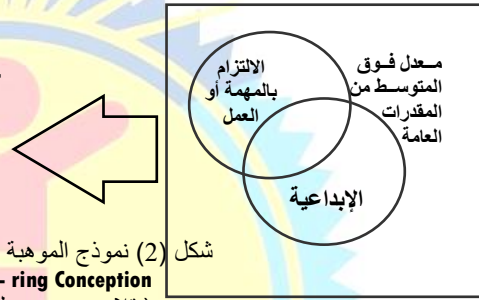 الالتزام
بالمهمة أو
العمل
معدل فوق
المتوسط من
المقدرات
العامة
الإبداعية
شكل (2) نموذج الموهبة
- ring Conception